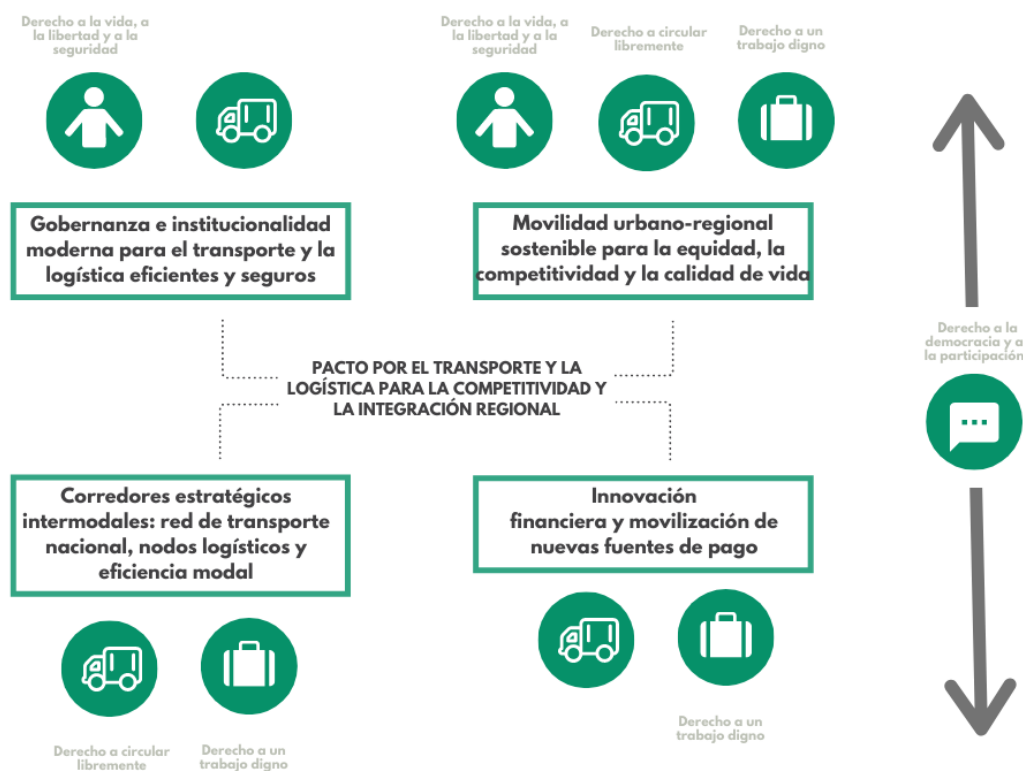 Derecho a la vida, a
la libertad y a la
seguridad
Derecho a la vida, a
la libertad y a la
seguridad
Derecho a circular
libremente
Derecho a un
trabajo digno
Gobernanza e institucionalidad
moderna para el transporte y la
logística eficientes y seguros
Movilidad urbano-regional
sostenible para la equidad, la
competitividad y la calidad de vida
Derecho a la
democracia y a
la participación
PACTO POR EL TRANSPORTE Y LA
LOGÍSTICA PARA LA COMPETITIVIDAD Y
LA INTEGRACIÓN REGIONAL
Corredores estratégicos
intermodales: red de transporte
nacional, nodos logísticos y
eficiencia modal
Innovación
financiera y movilización de
nuevas fuentes de pago
Derecho a circular
libremente
Derecho a un
trabajo digno
Derecho a un
trabajo digno